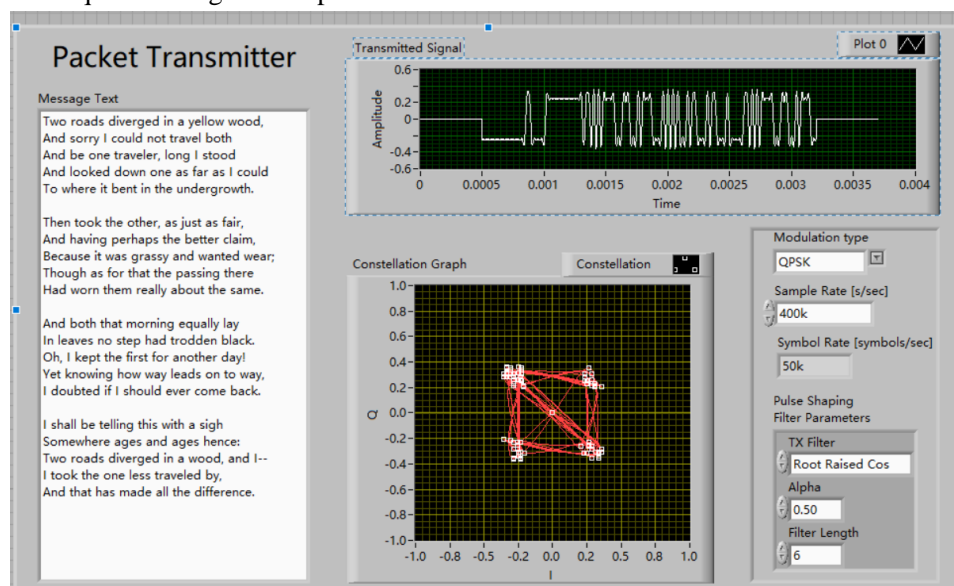 Packet Transmitter
Message Text
Two roads diverged in a yellow wood,
And sorry I could not travel both
And be one traveler, long I stood
And looked down one as far as I could
To where it bent in the undergrowth.
Then took the other, as just as fair,
And having perhaps the better claim,
Because it was grassy and wanted wear;
Though as for that the passing there
Had worn them really about the same.
And both that morning equally lay
In leaves no step had trodden black.
Oh, I kept the first for another day!
Yet knowing how way leads on to way,
I doubted if I should ever come back.
I shall be telling this with a sigh
Somewhere ages and ages hence:
Two roads diverged in a wood, and I--
I took the one less traveled by,
And that has made all the difference.
Transmitted Signal
Plot 0
Amplitude
0.6
0.2
0
-0.4
-0.6
0 0.0005 0.001 0.0015 0.002 0.0025 0.003 0.0035 0.004
Time
Constellation Graph
Constellation
Q
1.0
0.8
0.6
0.4
0.2
0.0
-0.2
-0.4
-0.6
-0.8
-1.0
-1.0 -0.8 -0.5 -0.2 0.0 0.2 0.5 0.8 1.0
I
Modulation type
QPSK
Sample Rate [s/sec]
400k
Symbol Rate [symbols/sec]
50k
Pulse Shaping
Filter Parameters
TX Filter
Root Raised Cos
Alpha
0.50
Filter Length
6